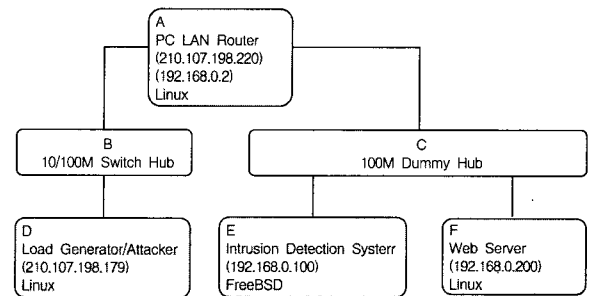 A
PC LAN Router
(210.107.198.220)
(192.168.0.2)
Linux
B
10/100M Switch Hub
C
100M Dummy Hub
D
Load Generator/Attacker
(210.107.198.179)
Linux
E
Intrusion Detection Systerr
(192.168.0.100)
FreeBSD
F
Web Server
(192.168.0.200)
Linux